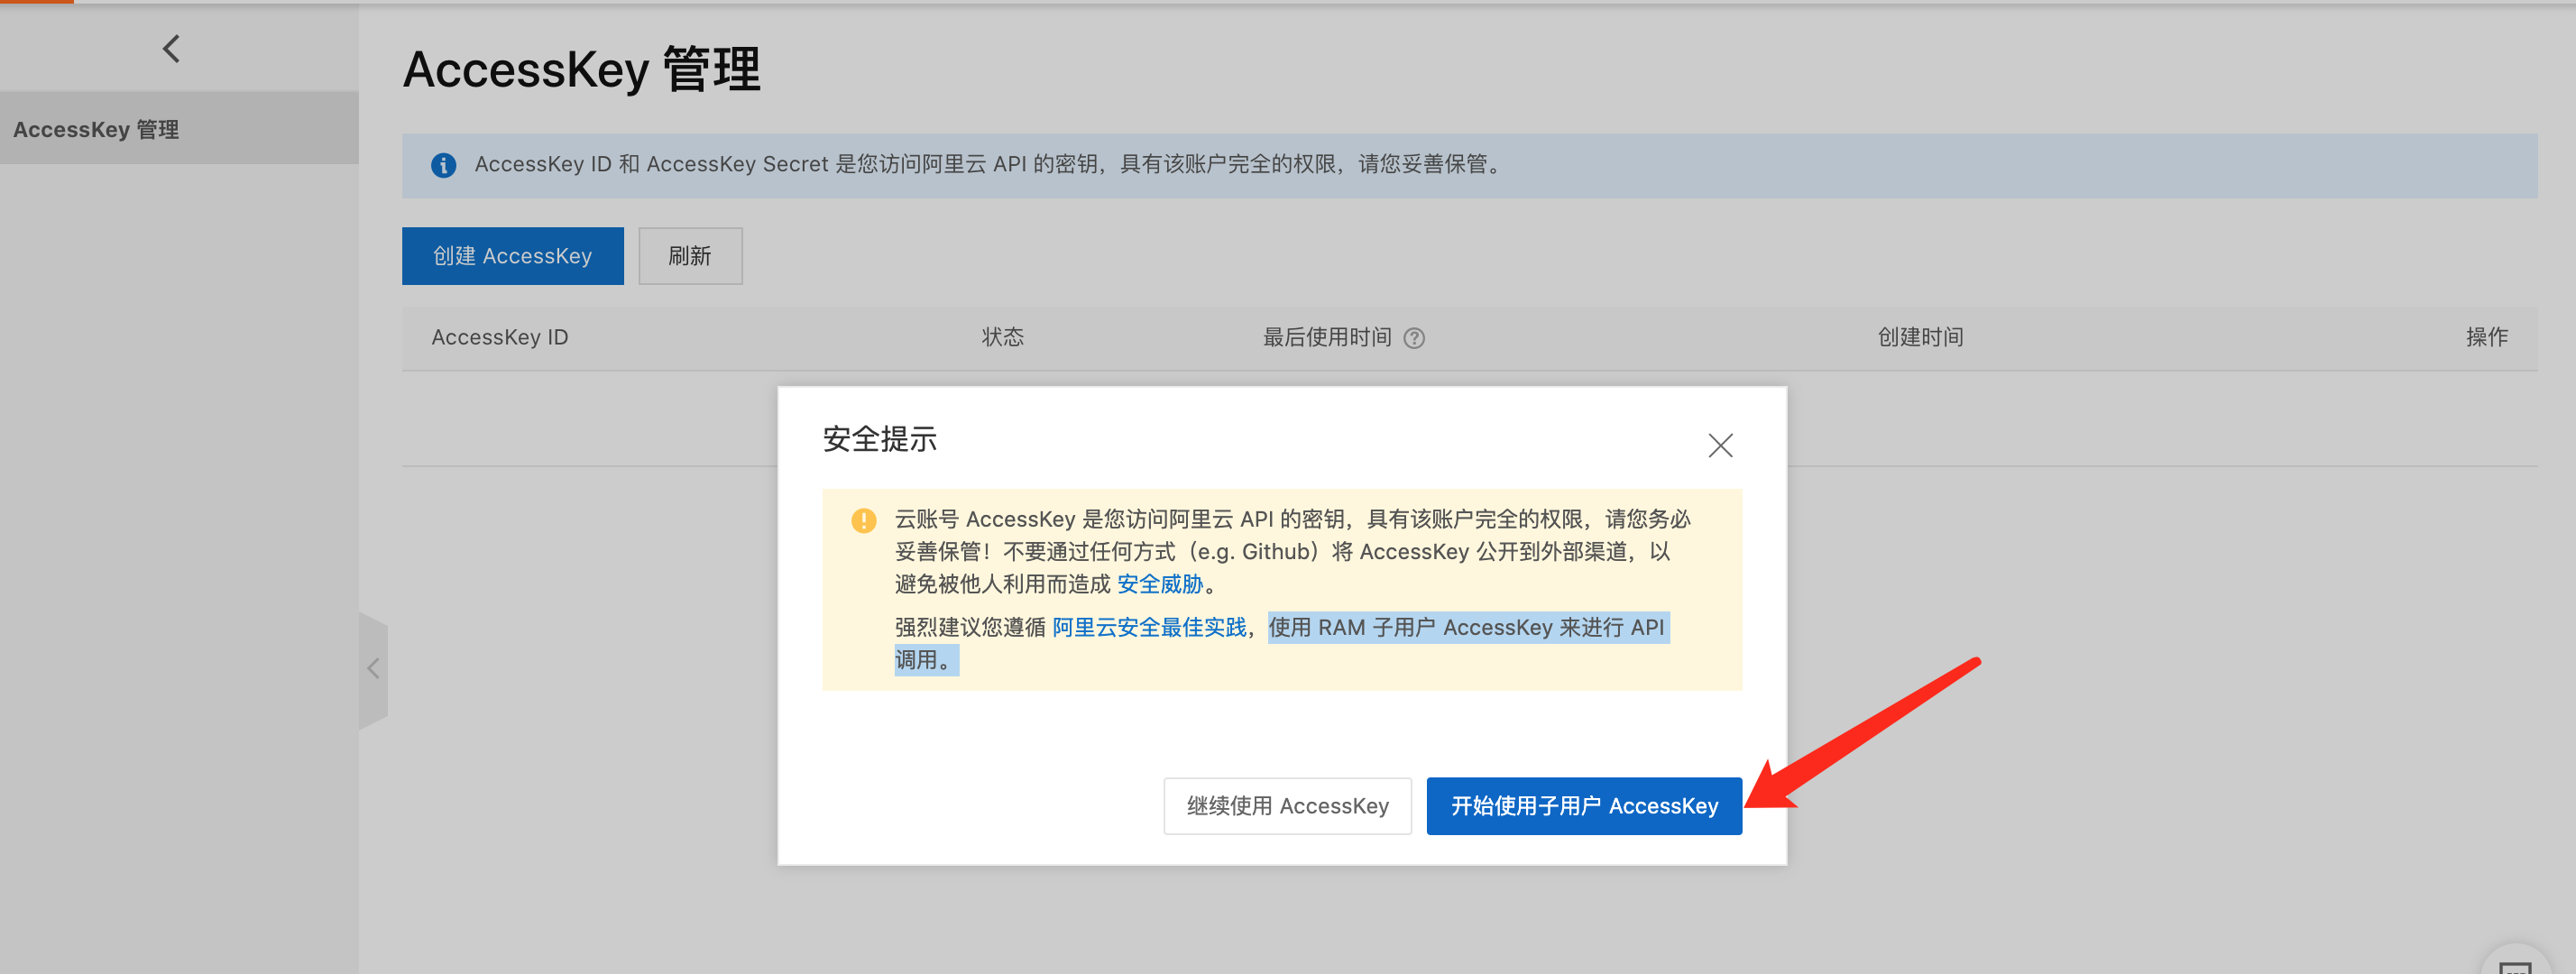 AccessKey 管理
AccessKey 管理
AccessKey ID 和 AccessKey Secret 是您访问阿里云 API 的密钥，具有该账户完全的权限，请您妥善保管。
创建 AccessKey
刷新
AccessKey ID 状态 最后使用时间 创建时间 操作
安全提示
云账号 AccessKey 是您访问阿里云 API 的密钥，具有该账户完全的权限，请您务必
妥善保管！不要通过任何方式（e.g. Github）将 AccessKey 公开到外部渠道，以
避免被他人利用而造成 安全威胁。
强烈建议您遵循 阿里云安全最佳实践，使用 RAM 子用户 AccessKey 来进行 API
调用。
继续使用 AccessKey
开始使用子用户 AccessKey